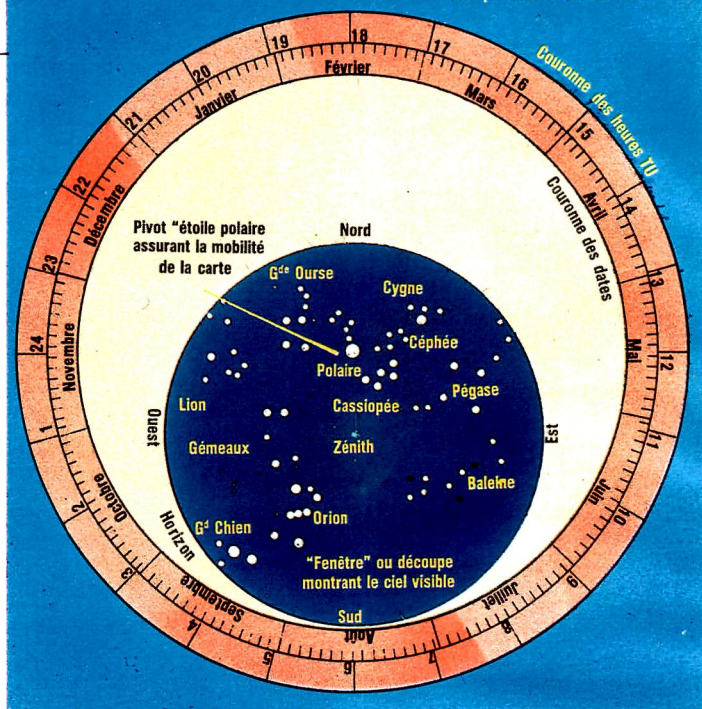 19
18
17
20
16
21
15
22
14
23
13
24
12
1
11
2
10
3
9
4
8
5
7
6
Couronne des heures TU
Couronne des dates
Janvier
Février
Mars
Avril
Mai
Juin
Juillet
Août
Septembre
Octobre
Novembre
Décembre
Pivot "étoile polaire
assurant la mobilité
de la carte
Nord
Gde Ourse
Cygne
Céphée
Polaire
Lion
Cassiopée
Pégase
Ouest
Est
Gémeaux
Zénith
Baleine
Orion
Gd Chien
Horizon
"Fenêtre" ou découpe
montrant le ciel visible
Sud